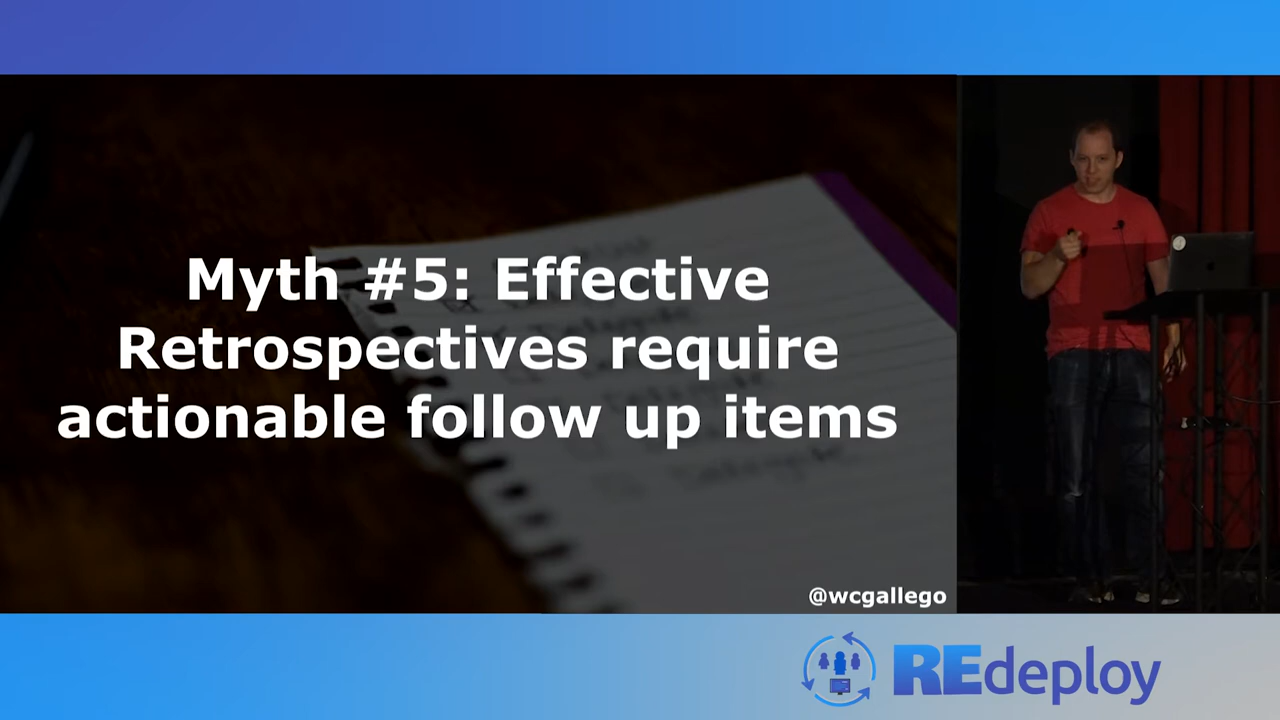 Myth #5: Effective
Retrospectives require
actionable follow up items
@wcgallego
REdeploy